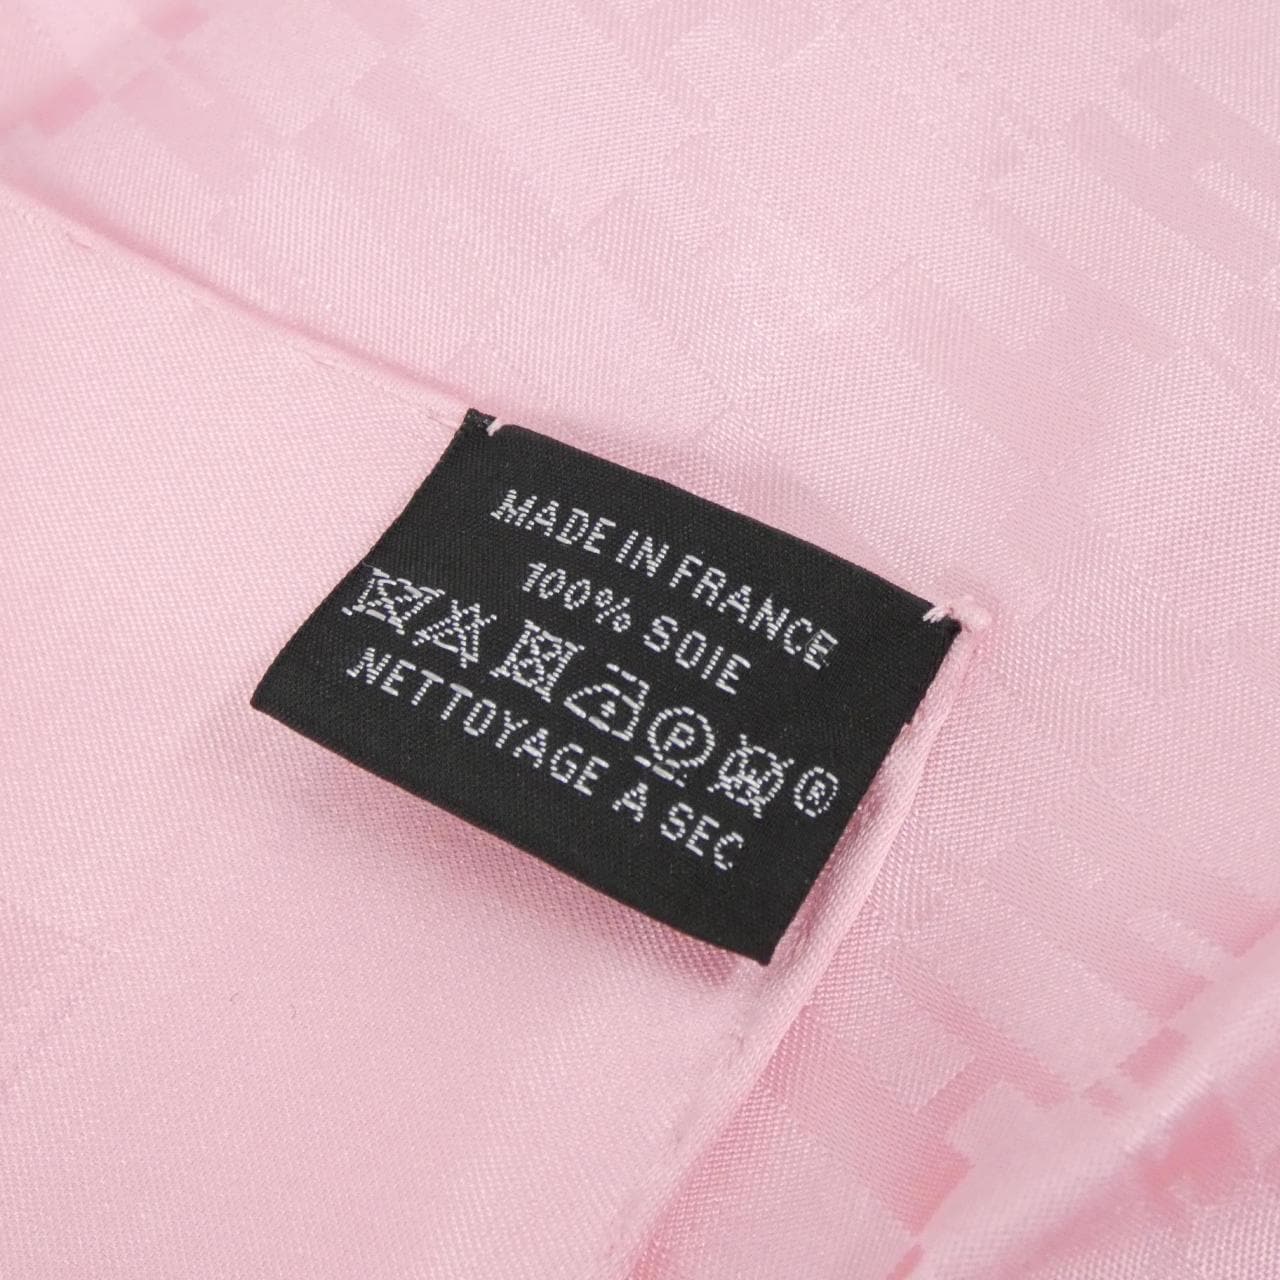 MADE IN FRANCE
100% SOIE
P W ®
NETTOYAGE A SEC